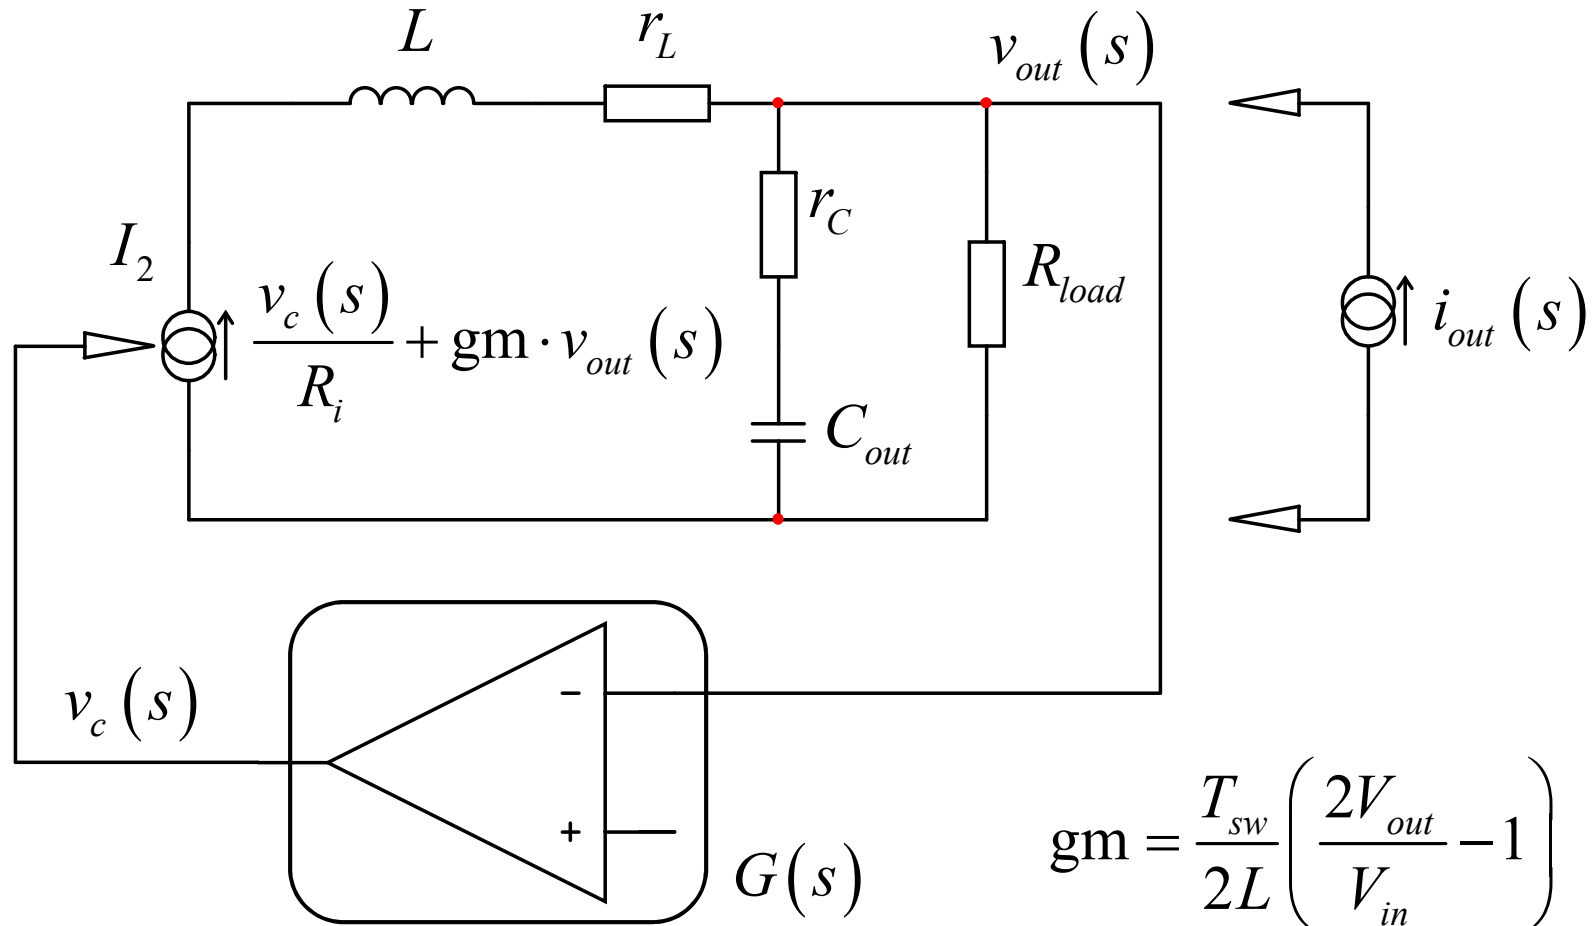 L
r_L
v_out (s)
I_2
v_c (s) / R_i + gm · v_out (s)
r_C
R_load
i_out (s)
C_out
-
+
v_c (s)
G(s)
gm = T_sw / 2L (2V_out / V_in − 1)